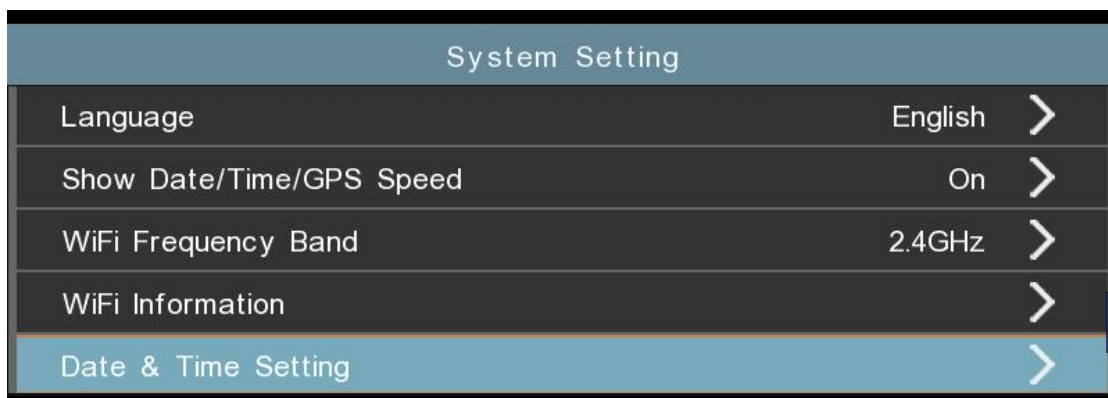 System Setting
Language English
Show Date/Time/GPS Speed On
WiFi Frequency Band 2.4GHz
WiFi Information
Date & Time Setting